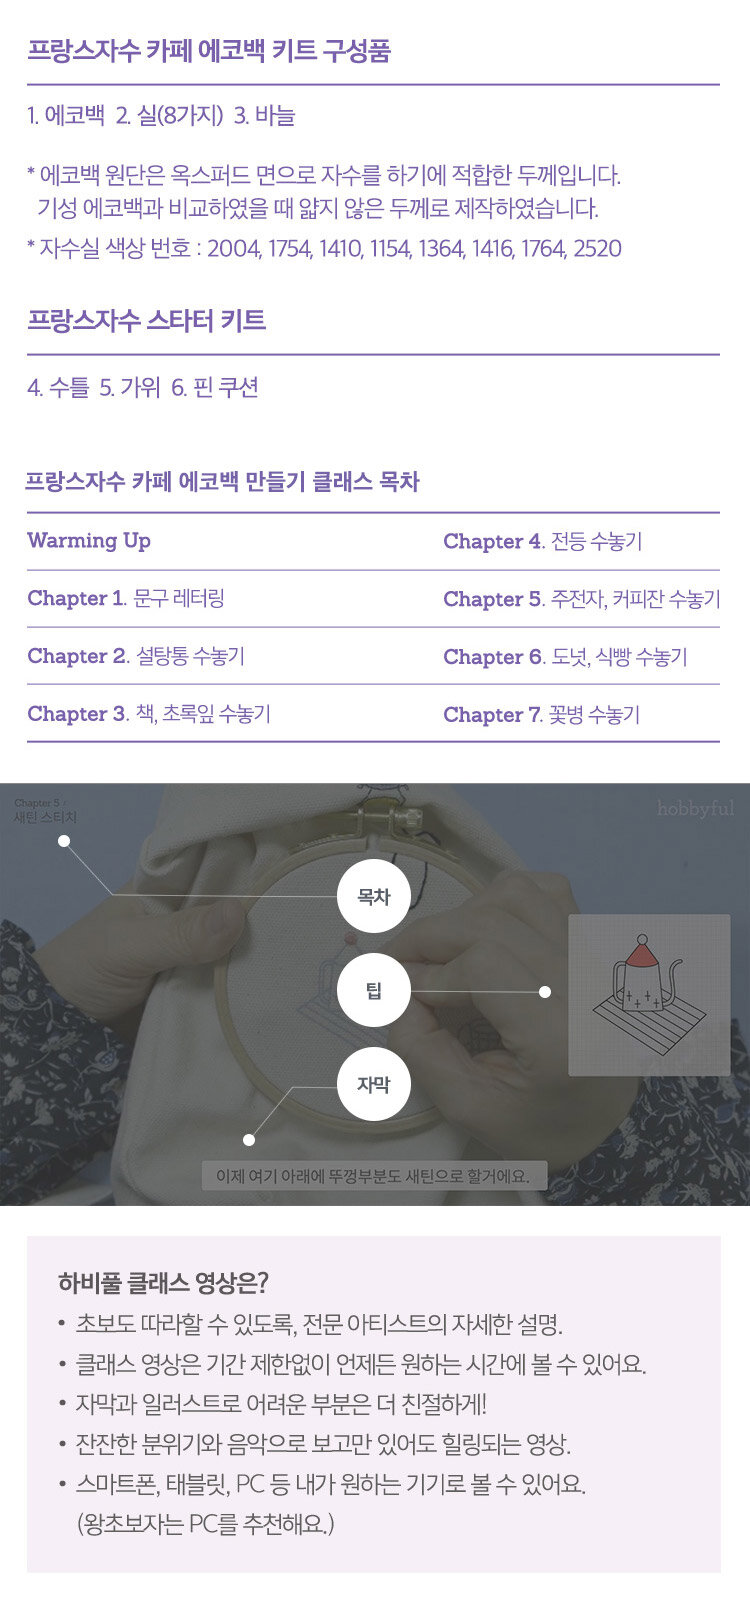 프랑스자수 카페 에코백 키트 구성품
1. 에코백 2. 실(8가지) 3. 바늘
* 에코백 원단은 옥스퍼드 면으로 자수를 하기에 적합한 두께입니다.
기성 에코백과 비교하였을 때 얇지 않은 두께로 제작하였습니다.
* 자수실 색상 번호 : 2004, 1754, 1410, 1154, 1364, 1416, 1764, 2520
프랑스자수 스타터 키트
4. 수틀 5. 가위 6. 핀 쿠션
프랑스자수 카페 에코백 만들기 클래스 목차
Warming Up
Chapter 1. 문구 레터링
Chapter 2. 설탕통 수놓기
Chapter 3. 책, 초록잎 수놓기
Chapter 4. 전등 수놓기
Chapter 5. 주전자, 커피잔 수놓기
Chapter 6. 도넛, 식빵 수놓기
Chapter 7. 꽃병 수놓기
Chapter 5 /
새틴 스티치
hobbyful
목차
팁
자막
이제 여기 아래에 뚜껑부분도 새틴으로 할거에요.
하비풀 클래스 영상은?
• 초보도 따라할 수 있도록, 전문 아티스트의 자세한 설명.
• 클래스 영상은 기간 제한없이 언제든 원하는 시간에 볼 수 있어요.
• 자막과 일러스트로 어려운 부분은 더 친절하게!
• 잔잔한 분위기와 음악으로 보고만 있어도 힐링되는 영상.
• 스마트폰, 태블릿, PC 등 내가 원하는 기기로 볼 수 있어요.
(왕초보자는 PC를 추천해요.)